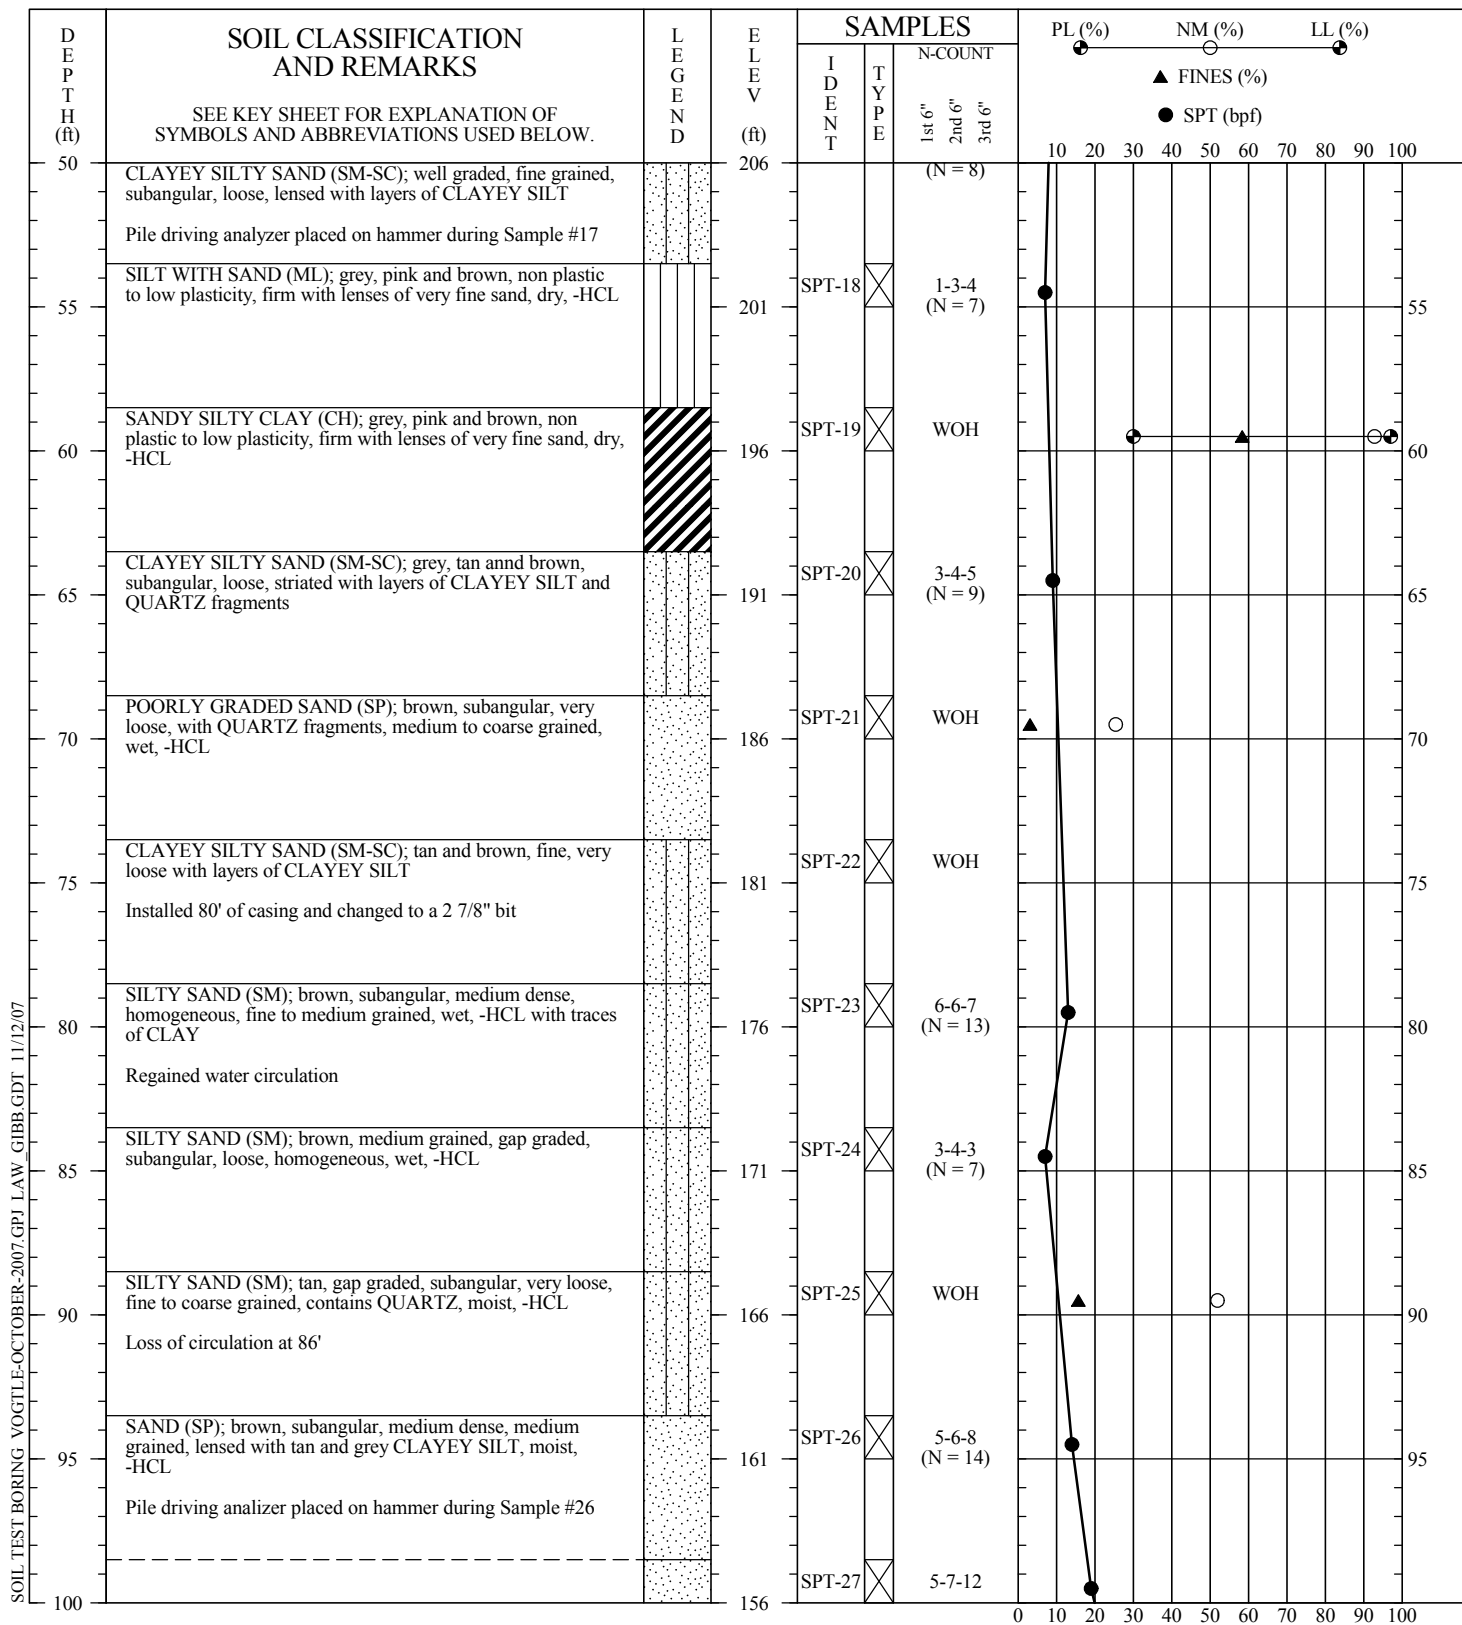 DEPTH
(ft)
SOIL CLASSIFICATION
AND REMARKS
SEE KEY SHEET FOR EXPLANATION OF
SYMBOLS AND ABBREVIATIONS USED BELOW.
LEGEND
ELEV
(ft)
SAMPLES
IDENT
TYPE
N-COUNT
1st 6"
2nd 6"
3rd 6"
PL (%) NM (%) LL (%)
FINES (%)
SPT (bpf)
10 20 30 40 50 60 70 80 90 100
50
CLAYEY SILTY SAND (SM-SC); well graded, fine grained,
subangular, loose, lensed with layers of CLAYEY SILT
Pile driving analyzer placed on hammer during Sample #17
206
(N = 8)
SILT WITH SAND (ML); grey, pink and brown, non plastic
to low plasticity, firm with lenses of very fine sand, dry, -HCL
SPT-18
1-3-4
(N = 7)
55
201
55
SANDY SILTY CLAY (CH); grey, pink and brown, non
plastic to low plasticity, firm with lenses of very fine sand, dry,
-HCL
SPT-19
WOH
60
196
60
CLAYEY SILTY SAND (SM-SC); grey, tan annd brown,
subangular, loose, striated with layers of CLAYEY SILT and
QUARTZ fragments
SPT-20
3-4-5
(N = 9)
65
191
65
POORLY GRADED SAND (SP); brown, subangular, very
loose, with QUARTZ fragments, medium to coarse grained,
wet, -HCL
SPT-21
WOH
70
186
70
CLAYEY SILTY SAND (SM-SC); tan and brown, fine, very
loose with layers of CLAYEY SILT
Installed 80' of casing and changed to a 2 7/8" bit
SPT-22
WOH
75
181
75
SILTY SAND (SM); brown, subangular, medium dense,
homogeneous, fine to medium grained, wet, -HCL with traces
of CLAY
Regained water circulation
SPT-23
6-6-7
(N = 13)
80
176
80
SILTY SAND (SM); brown, medium grained, gap graded,
subangular, loose, homogeneous, wet, -HCL
SPT-24
3-4-3
(N = 7)
85
171
85
SILTY SAND (SM); tan, gap graded, subangular, very loose,
fine to coarse grained, contains QUARTZ, moist, -HCL
Loss of circulation at 86'
SPT-25
WOH
90
166
90
SAND (SP); brown, subangular, medium dense, medium
grained, lensed with tan and grey CLAYEY SILT, moist,
-HCL
Pile driving analizer placed on hammer during Sample #26
SPT-26
5-6-8
(N = 14)
95
161
95
SPT-27
5-7-12
100
156
0 10 20 30 40 50 60 70 80 90 100
SOIL TEST BORING VOGTLE-OCTOBER-2007.GPJ LAW_GIBB.GDT 11/12/07